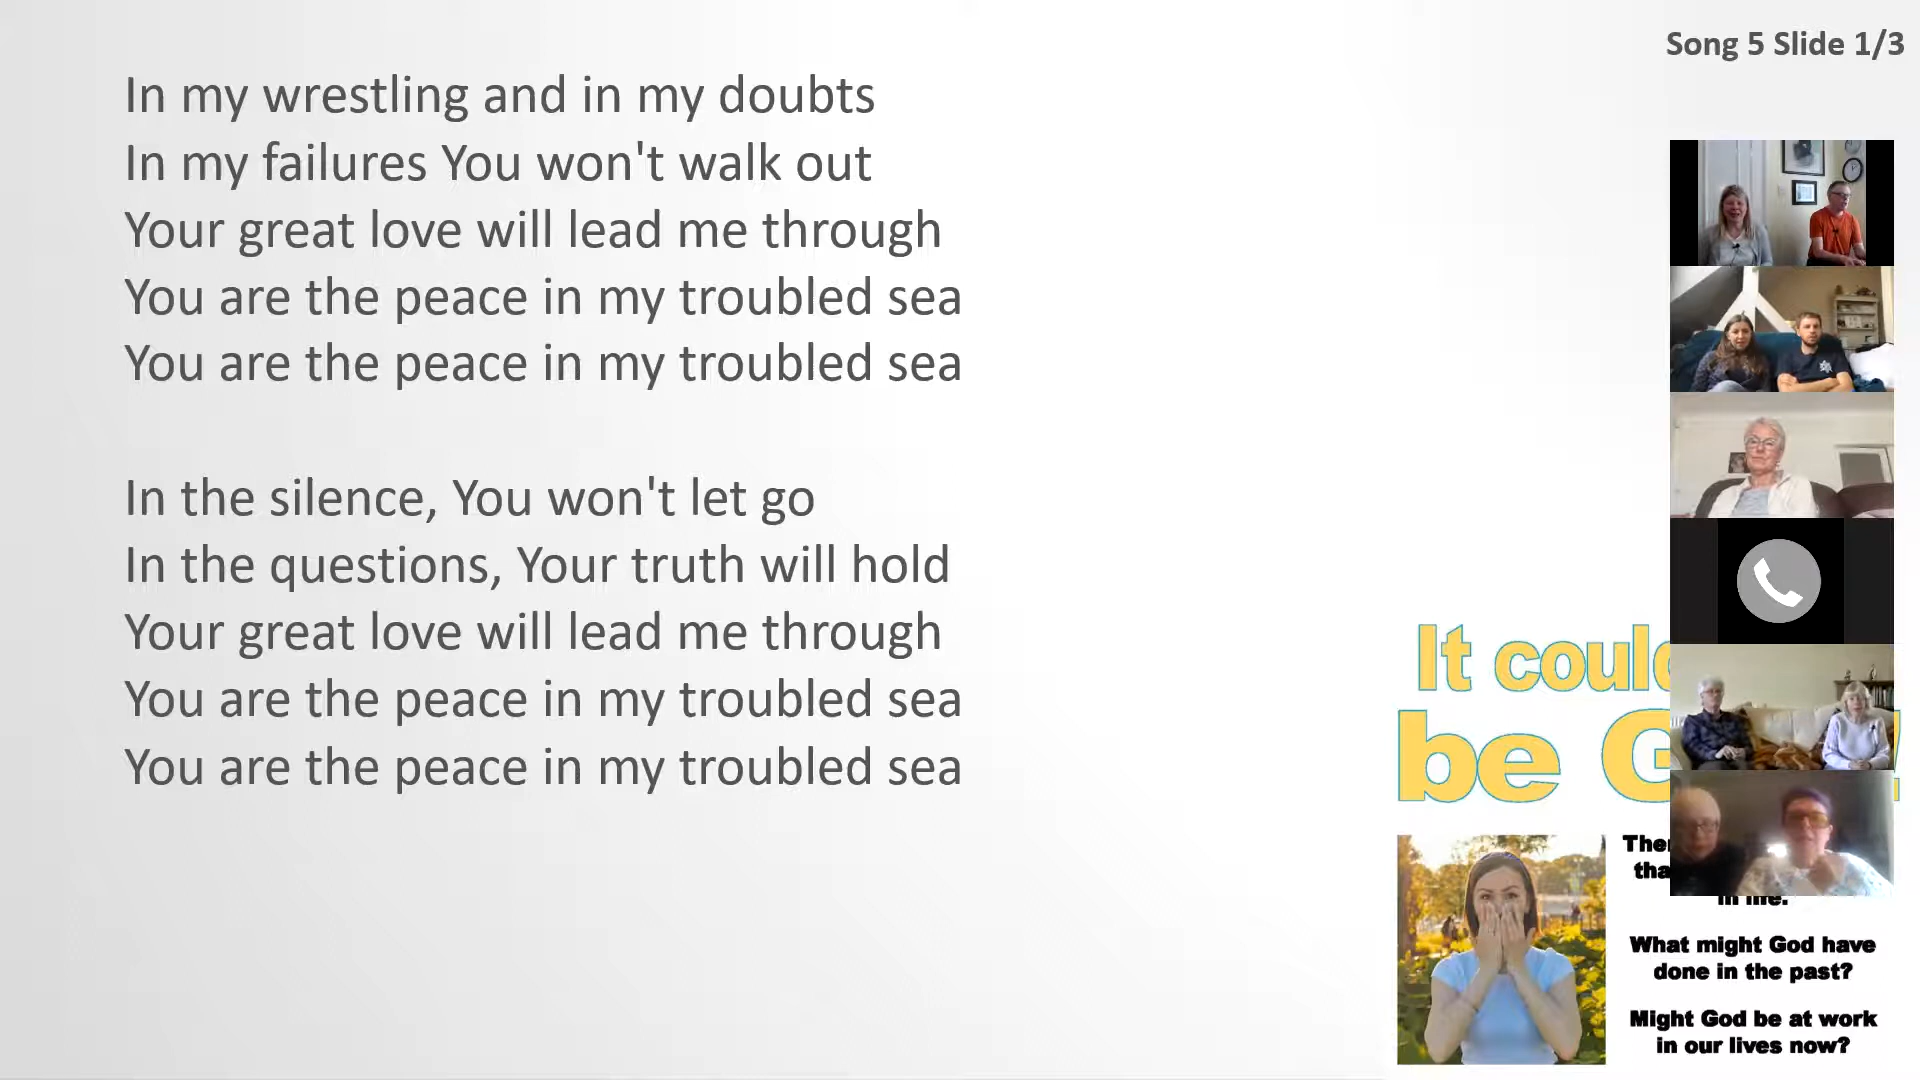 Song 5 Slide 1/3
In my wrestling and in my doubts
In my failures You won't walk out
Your great love will lead me through
You are the peace in my troubled sea
You are the peace in my troubled sea
In the silence, You won't let go
In the questions, Your truth will hold
Your great love will lead me through
You are the peace in my troubled sea
You are the peace in my troubled sea
It
be
What might God have
done in the past?
Might God be at work
in our lives now?